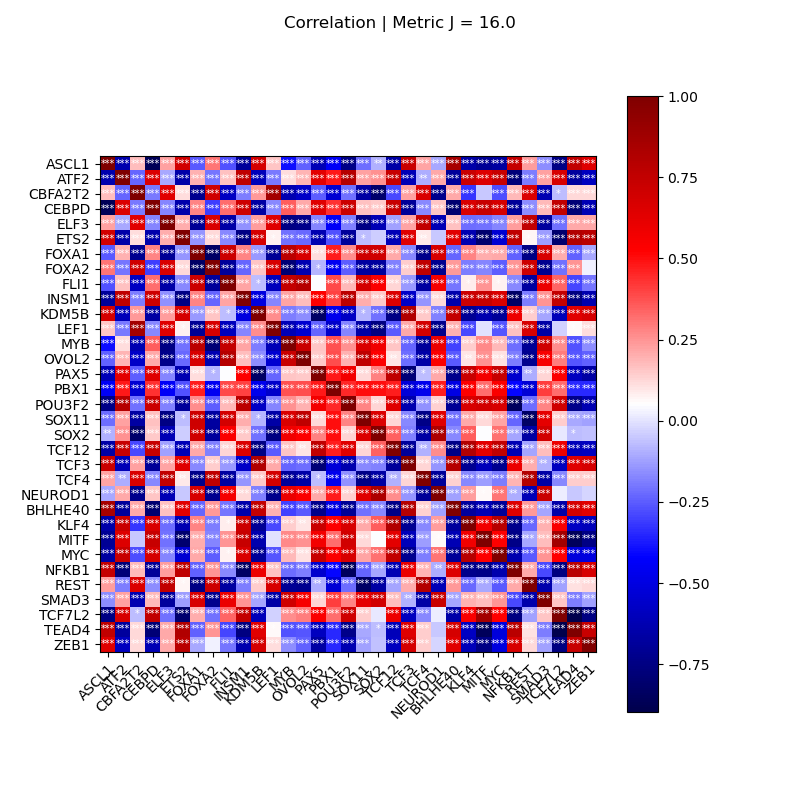 Correlation | Metric J = 16.0
ASCL1
ATF2
CBFA2T2
CEBPD
ELF3
ETS2
FOXA1
FOXA2
FLI1
INSM1
KDM5B
LEF1
MYB
OVOL2
PAX5
PBX1
POU3F2
SOX11
SOX2
TCF12
TCF3
TCF4
NEUROD1
BHLHE40
KLF4
MITF
MYC
NFKB1
REST
SMAD3
TCF7L2
TEAD4
ZEB1
ASCL1
ATF2
CBFA2T2
CEBPD
ELF3
ETS2
FOXA1
FOXA2
FLI1
INSM1
KDM5B
LEF1
MYB
OVOL2
PAX5
PBX1
POU3F2
SOX11
SOX2
TCF12
TCF3
TCF4
NEUROD1
BHLHE40
KLF4
MITF
MYC
NFKB1
REST
SMAD3
TCF7L2
TEAD4
ZEB1
1.00
0.75
0.50
0.25
0.00
−0.25
−0.50
−0.75